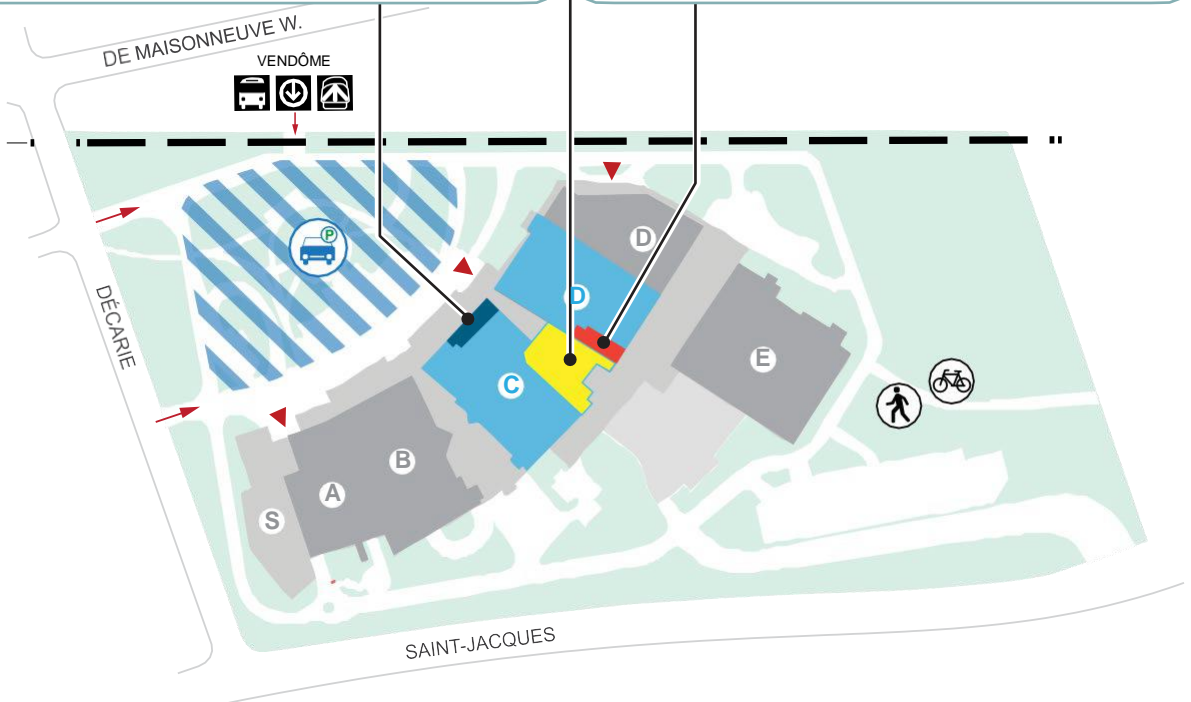 DE MAISONNEUVE W.
VENDÔME
P
D
D
DÉCARIE
E
C
B
A
S
SAINT-JACQUES